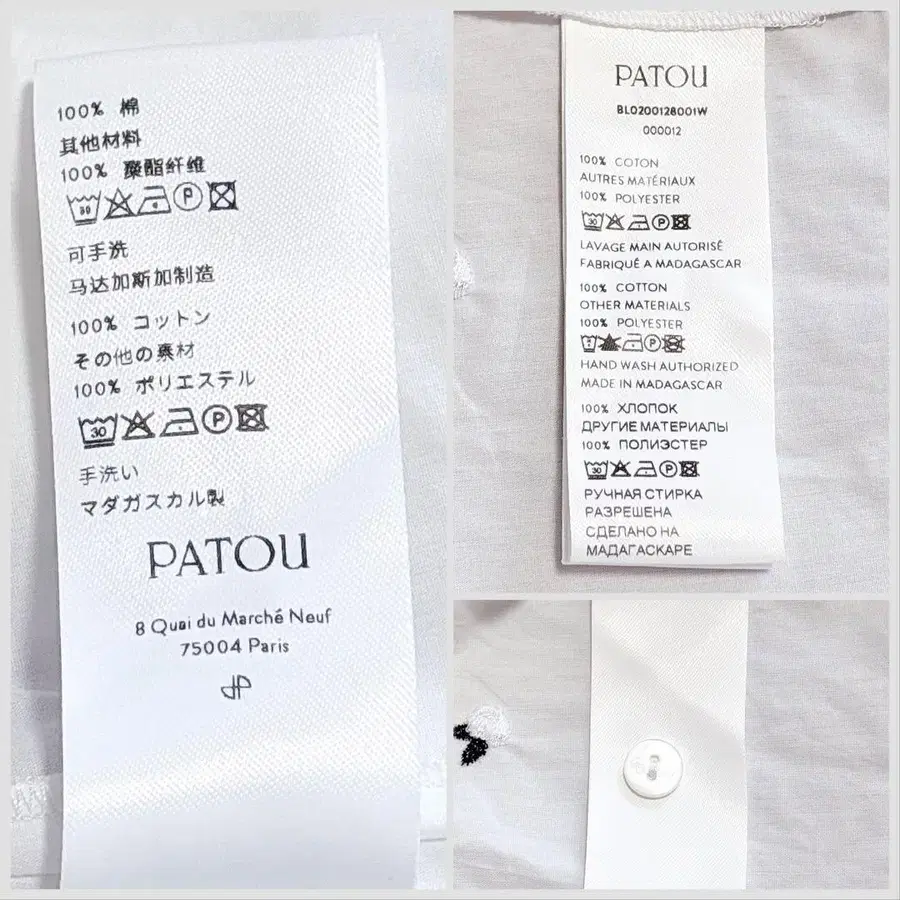 100% 棉
其他材料
100% 聚酯纤维
30 P
可手洗
马达加斯加制造
100% コットン
その他の素材
100% ポリエステル
30 P
手洗い
マダガスカル製
PATOU
8 Quai du Marché Neuf
75004 Paris
JP
PATOU
BL0200128001W
000012
100% COTON
AUTRES MATÉRIAUX
100% POLYESTER
30 P
LAVAGE MAIN AUTORISÉ
FABRIQUÉ A MADAGASCAR
100% COTTON
OTHER MATERIALS
100% POLYESTER
P
HAND WASH AUTHORIZED
MADE IN MADAGASCAR
100% ХЛОПОК
ДРУГИЕ МАТЕРИАЛЫ
100% ПОЛИЭСТЕР
30 P
РУЧНАЯ СТИРКА
РАЗРЕШЕНА
СДЕЛАНО НА
МАДАГАСКАРЕ